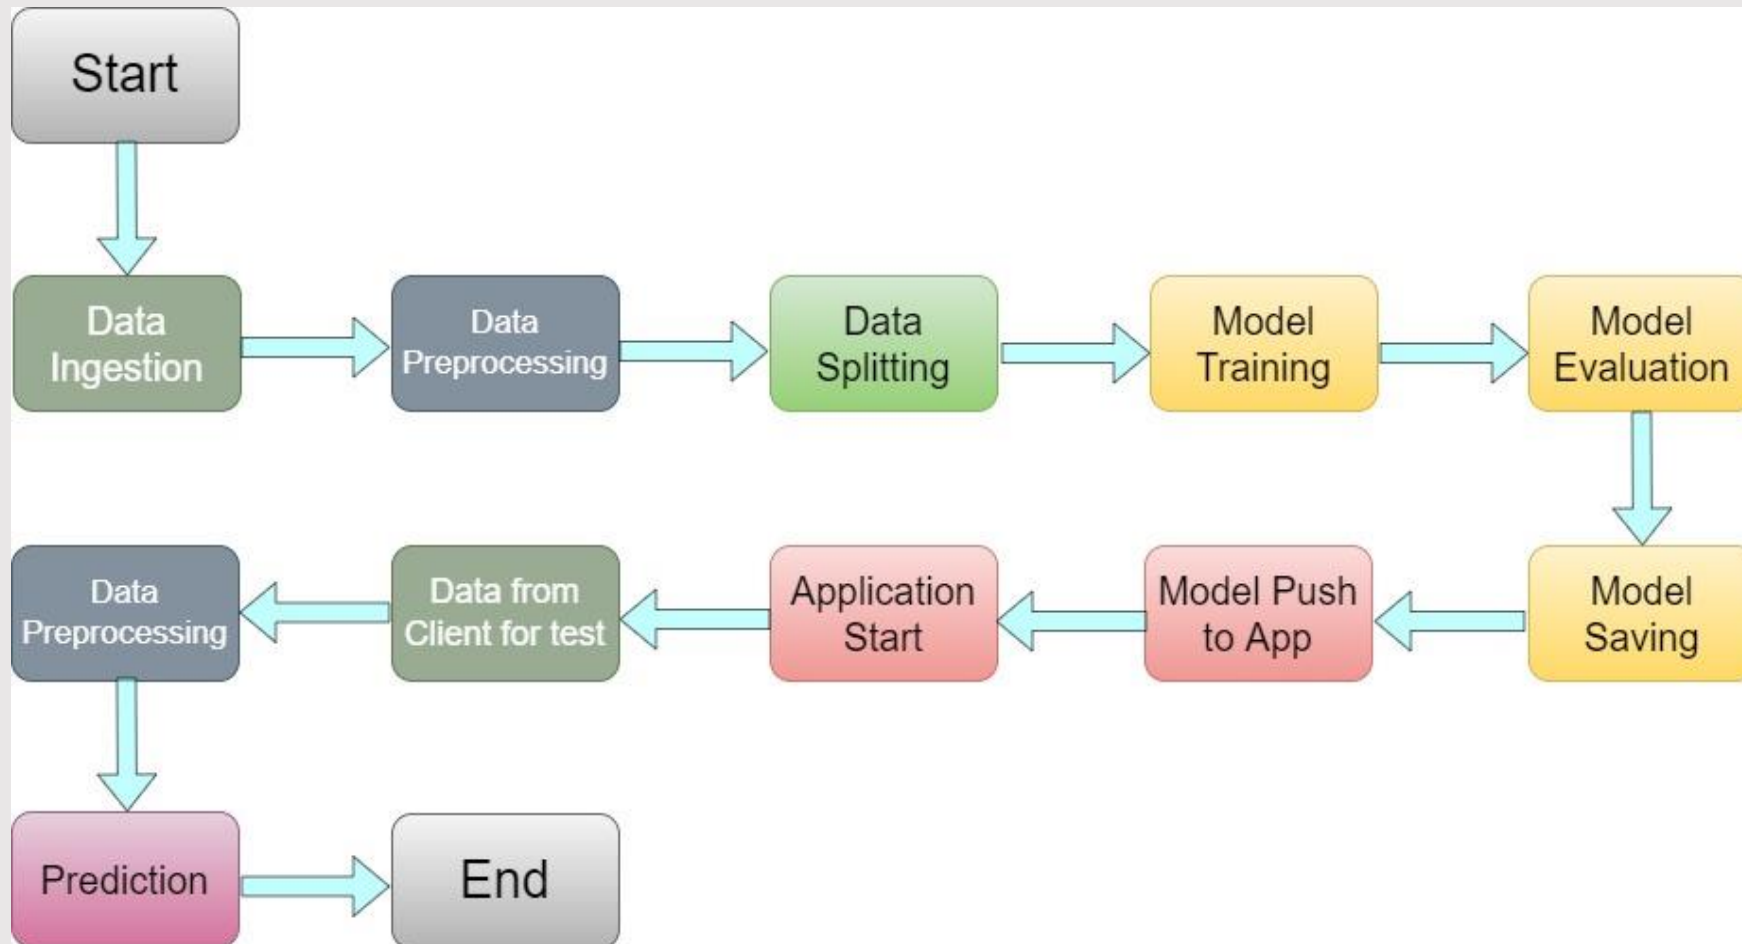 Start
Data
Ingestion
Data
Preprocessing
Data
Splitting
Model
Training
Model
Evaluation
Model
Saving
Model Push
to App
Application
Start
Data from
Client for test
Data
Preprocessing
Prediction
End